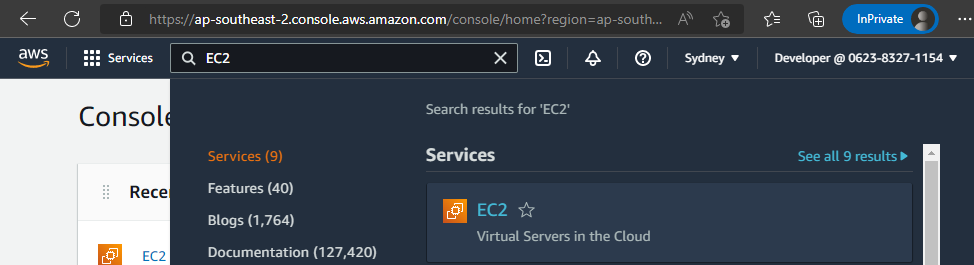 https://ap-southeast-2.console.aws.amazon.com/console/home?region=ap-south... A InPrivate
aws Services EC2 Sydney ▼ Developer @ 0623-8327-1154 ▼
Search results for 'EC2'
Console
Services (9) Services See all 9 results ▶
Features (40)
Recen EC2 ☆
Blogs (1,764)
Virtual Servers in the Cloud
Documentation (127,420)
EC2